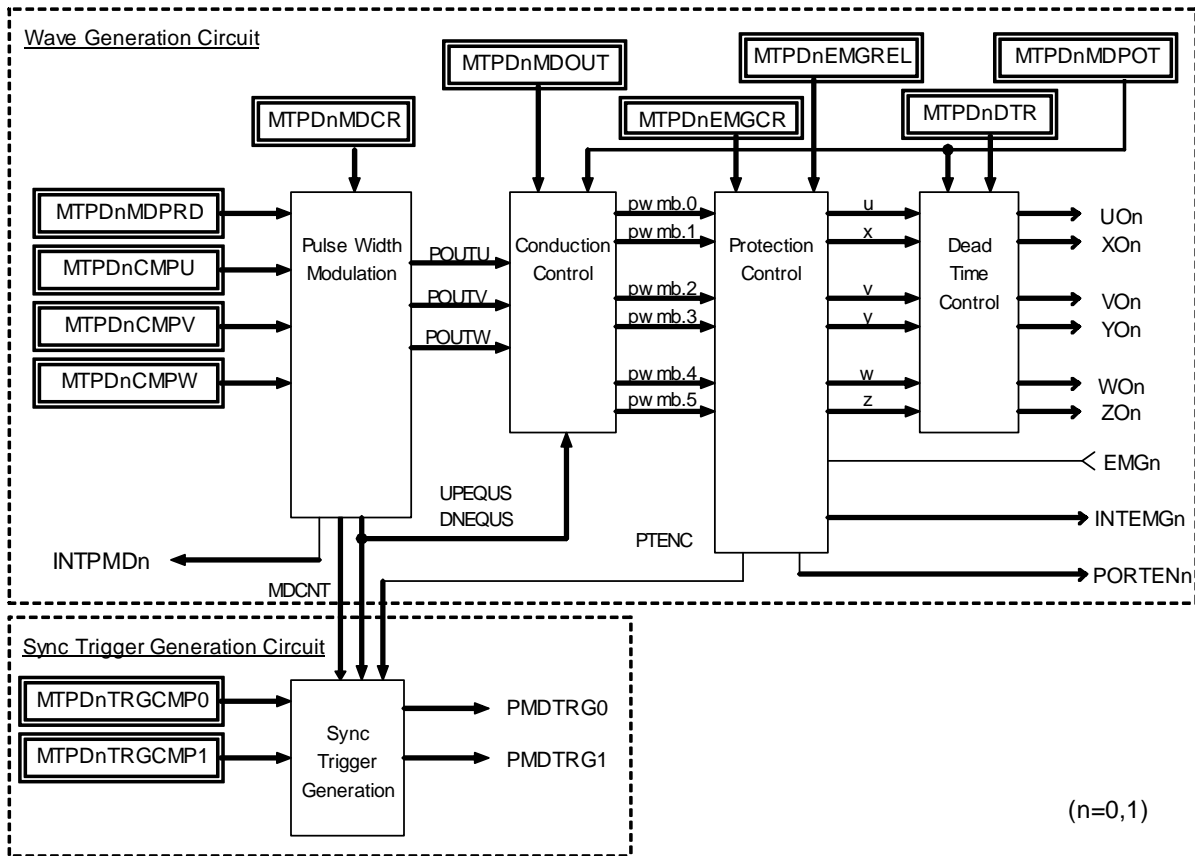 Wave Generation Circuit
MTPDnMDOUT
MTPDnEMGREL
MTPDnMDPOT
MTPDnMDCR
MTPDnEMGCR
MTPDnDTR
MTPDnMDPRD
MTPDnCMPU
MTPDnCMPV
MTPDnCMPW
Pulse Width
Modulation
POUTU
POUTV
POUTW
Conduction
Control
pwmb.0
pwmb.1
pwmb.2
pwmb.3
pwmb.4
pwmb.5
Protection
Control
u
x
v
y
w
z
Dead
Time
Control
UOn
XOn
VOn
YOn
WOn
ZOn
EMGn
INTEMGn
PORTENn
UPEQUS
DNEQUS
PTENC
INTPMDn
MDCNT
Sync Trigger Generation Circuit
MTPDnTRGCMP0
MTPDnTRGCMP1
Sync
Trigger
Generation
PMDTRG0
PMDTRG1
(n=0,1)